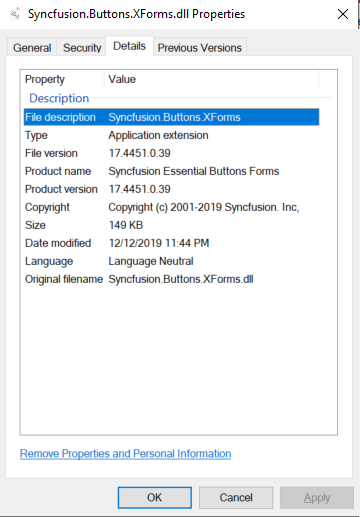 Syncfusion.Buttons.XForms.dll Properties
General Security Details Previous Versions
Property Value
Description
File description Syncfusion.Buttons.XForms
Type Application extension
File version 17.4451.0.39
Product name Syncfusion Essential Buttons Forms
Product version 17.4451.0.39
Copyright Copyright (c) 2001-2019 Syncfusion. Inc,
Size 149 KB
Date modified 12/12/2019 11:44 PM
Language Language Neutral
Original filename Syncfusion.Buttons.XForms.dll
Remove Properties and Personal Information
OK Cancel Apply